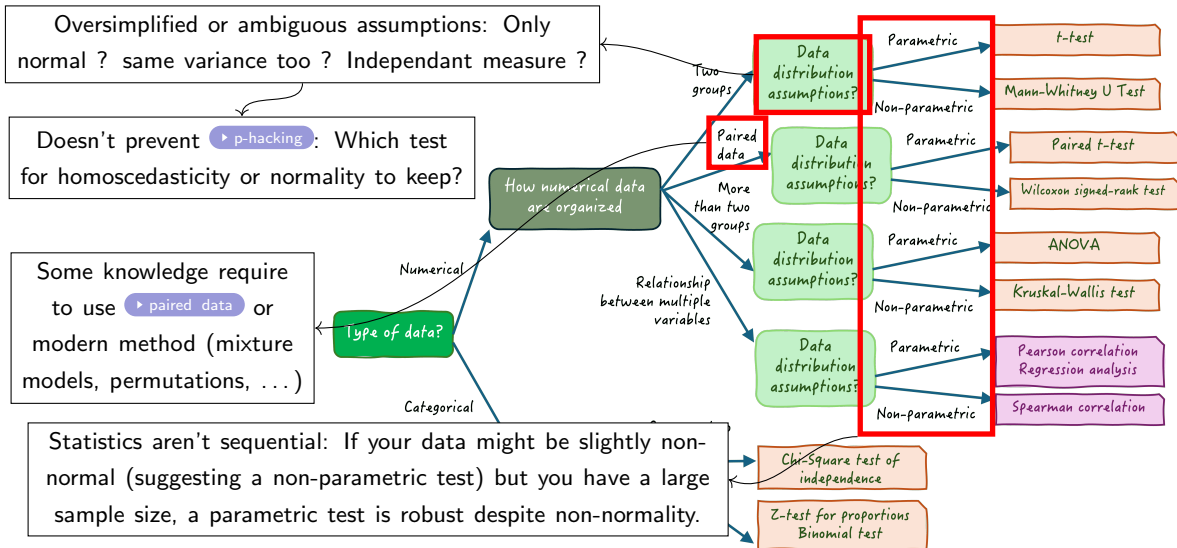 Oversimplified or ambiguous assumptions: Only
normal ? same variance too ? Independant measure ?
Doesn't prevent p-hacking: Which test
for homoscedasticity or normality to keep?
Some knowledge require
to use paired data or
modern method (mixture
models, permutations, ...)
Statistics aren't sequential: If your data might be slightly non-
normal (suggesting a non-parametric test) but you have a large
sample size, a parametric test is robust despite non-normality.
Type of data?
Numerical
Categorical
How numerical data
are organized
Two
groups
Paired
data
More
than two
groups
Relationship
between multiple
variables
Data
distribution
assumptions?
Parametric
Non-parametric
t-test
Mann-Whitney U Test
Data
distribution
assumptions?
Parametric
Non-parametric
Paired t-test
Wilcoxon signed-rank test
Data
distribution
assumptions?
Parametric
Non-parametric
ANOVA
Kruskal-Wallis test
Data
distribution
assumptions?
Parametric
Non-parametric
Pearson correlation
Regression analysis
Spearman correlation
Chi-Square test of
independence
Z-test for proportions
Binomial test